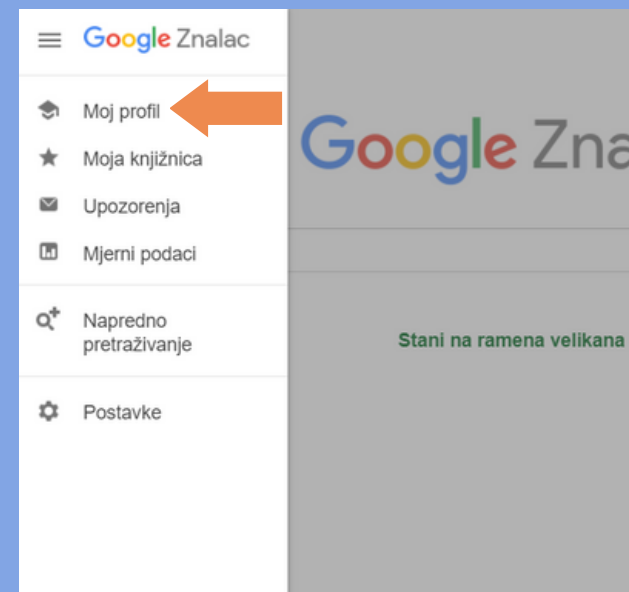 Google Znalac
Moj profil
Moja knjižnica
Upozorenja
Mjerni podaci
Napredno
pretraživanje
Postavke
Google Zna
Stani na ramena velikana